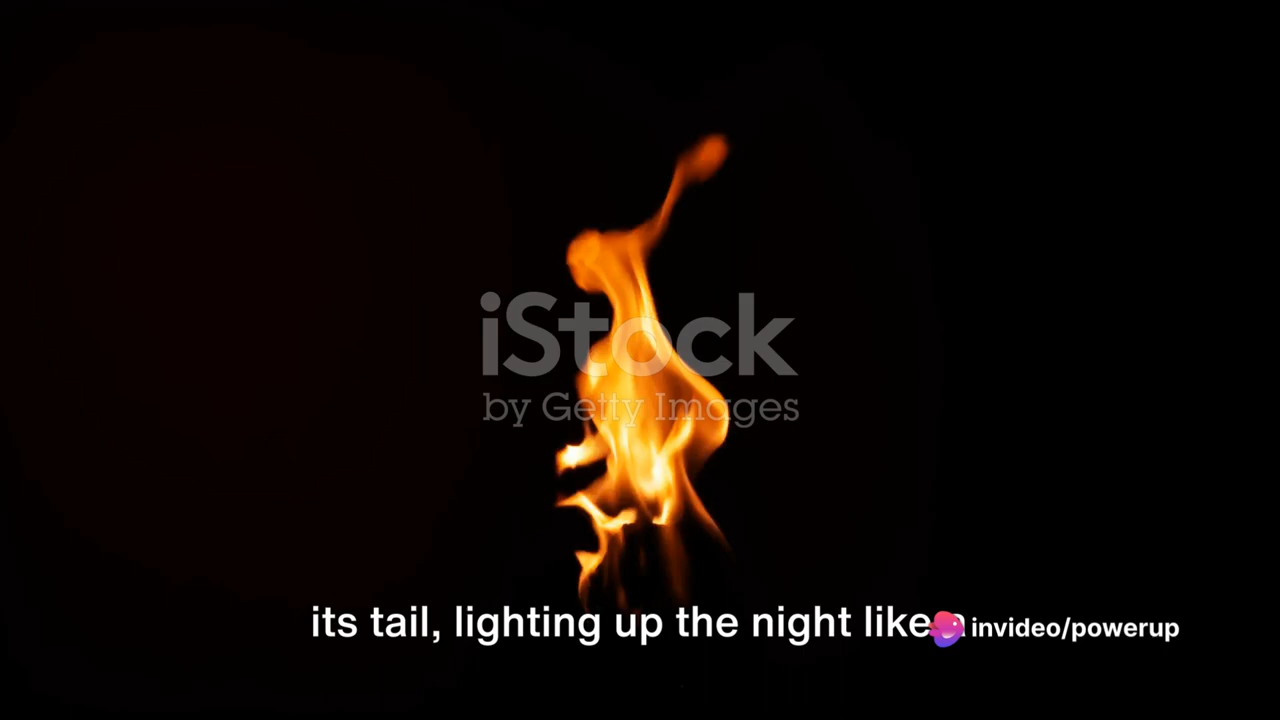 iStock
by Getty Images
its tail, lighting up the night like a
invideo/powerup